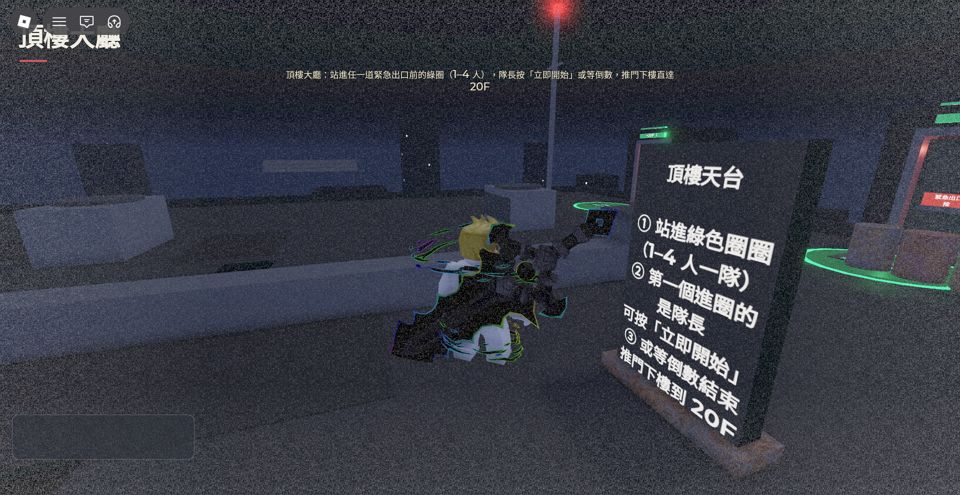 頂樓大廳
頂樓大廳：站進任一道緊急出口前的綠圈（1–4 人），隊長按「立即開始」或等倒數，推門下樓直達
20F
頂樓天台
① 站進綠色圈圈
（1–4 人一隊）
② 第一個進圈的
是隊長
可按「立即開始」
③ 或等倒數結束
推門下樓到 20F
緊急出口